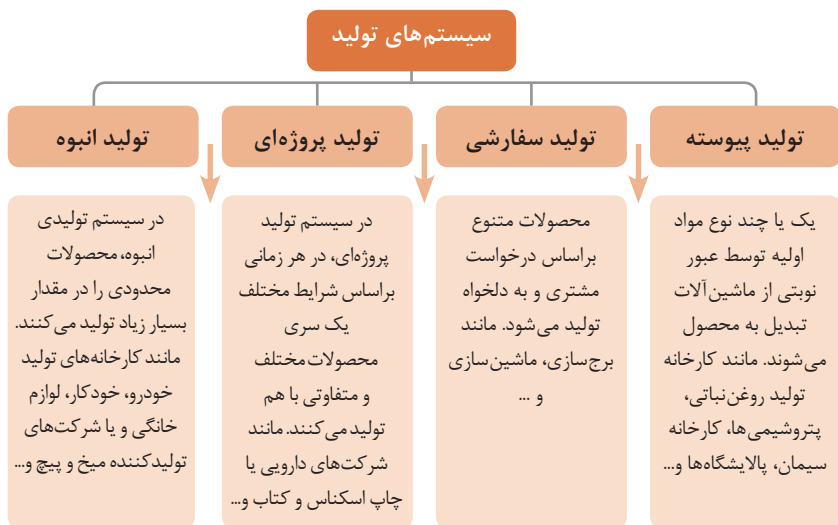 سیستم‌های تولید
تولید پیوسته
یک یا چند نوع مواد
اولیه توسط عبور
نوبتی از ماشین‌آلات
تبدیل به محصول
می‌شوند. مانند کارخانه
تولید روغن‌نباتی،
پتروشیمی‌ها، کارخانه
سیمان، پالایشگاه‌ها و...
تولید سفارشی
محصولات متنوع
براساس درخواست
مشتری و به دلخواه
تولید می‌شود. مانند
برج‌سازی، ماشین‌سازی
و ...
تولید پروژه‌ای
در سیستم تولید
پروژه‌ای، در هر زمانی
براساس شرایط مختلف
یک سری
محصولات مختلف
و متفاوتی با هم
تولید می‌کنند. مانند
شرکت‌های دارویی یا
چاپ اسکناس و کتاب و...
تولید انبوه
در سیستم تولیدی
انبوه، محصولات
محدودی را در مقدار
بسیار زیاد تولید می‌کنند.
مانند کارخانه‌های تولید
خودرو، خودکار، لوازم
خانگی و یا شرکت‌های
تولیدکننده میخ و پیچ و...